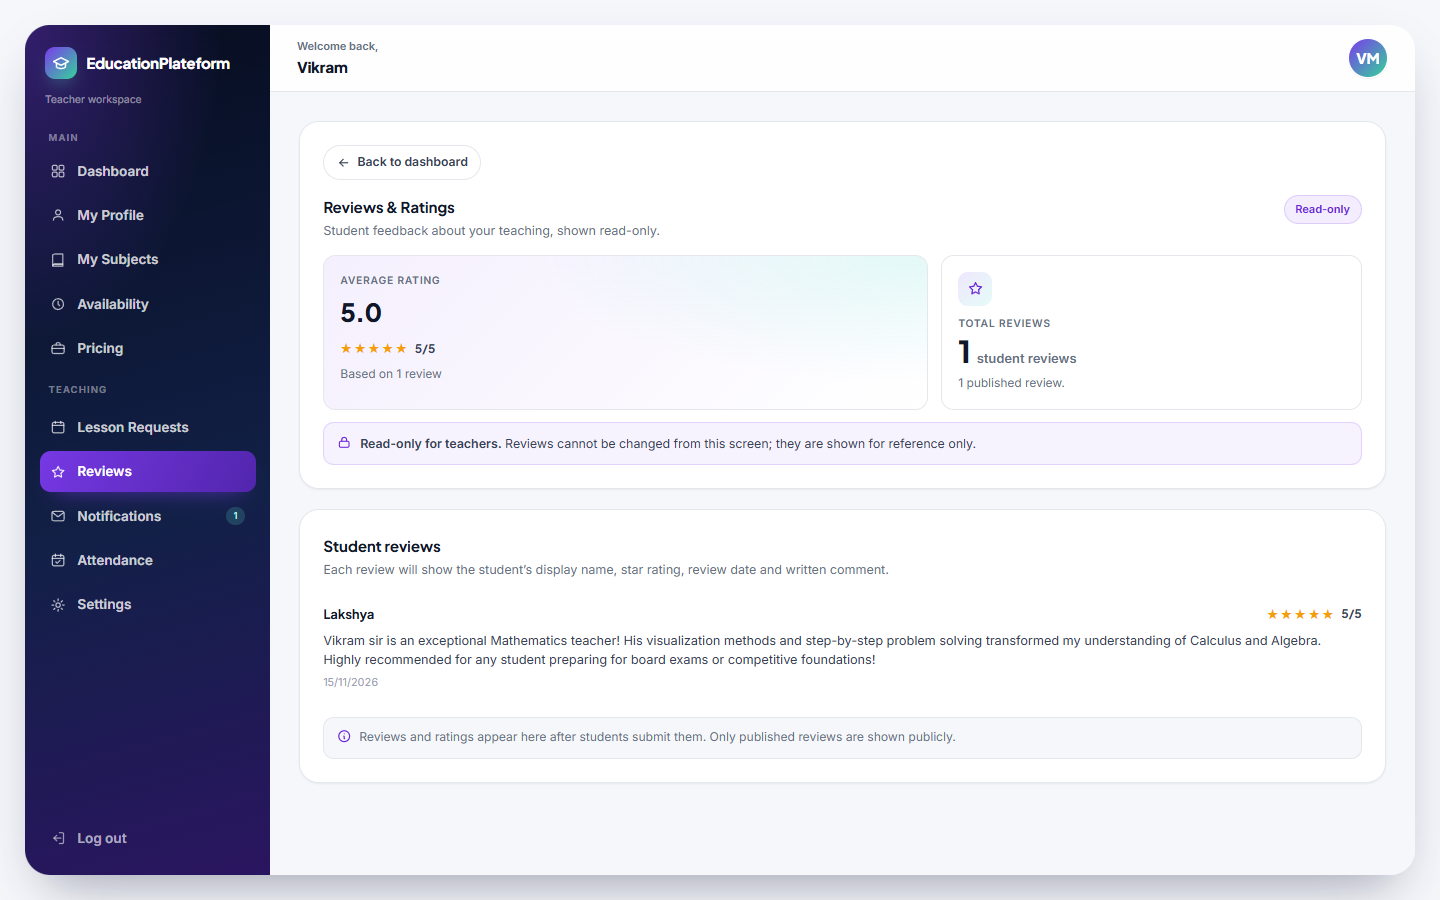 EducationPlateform
Teacher workspace
MAIN
Dashboard
My Profile
My Subjects
Availability
Pricing
TEACHING
Lesson Requests
Reviews
Notifications 1
Attendance
Settings
Log out
Welcome back,
Vikram
VM
Back to dashboard
Reviews & Ratings
Read-only
Student feedback about your teaching, shown read-only.
AVERAGE RATING
5.0
★★★★★ 5/5
Based on 1 review
TOTAL REVIEWS
1 student reviews
1 published review.
Read-only for teachers. Reviews cannot be changed from this screen; they are shown for reference only.
Student reviews
Each review will show the student’s display name, star rating, review date and written comment.
Lakshya
★★★★★ 5/5
Vikram sir is an exceptional Mathematics teacher! His visualization methods and step-by-step problem solving transformed my understanding of Calculus and Algebra.
Highly recommended for any student preparing for board exams or competitive foundations!
15/11/2026
Reviews and ratings appear here after students submit them. Only published reviews are shown publicly.